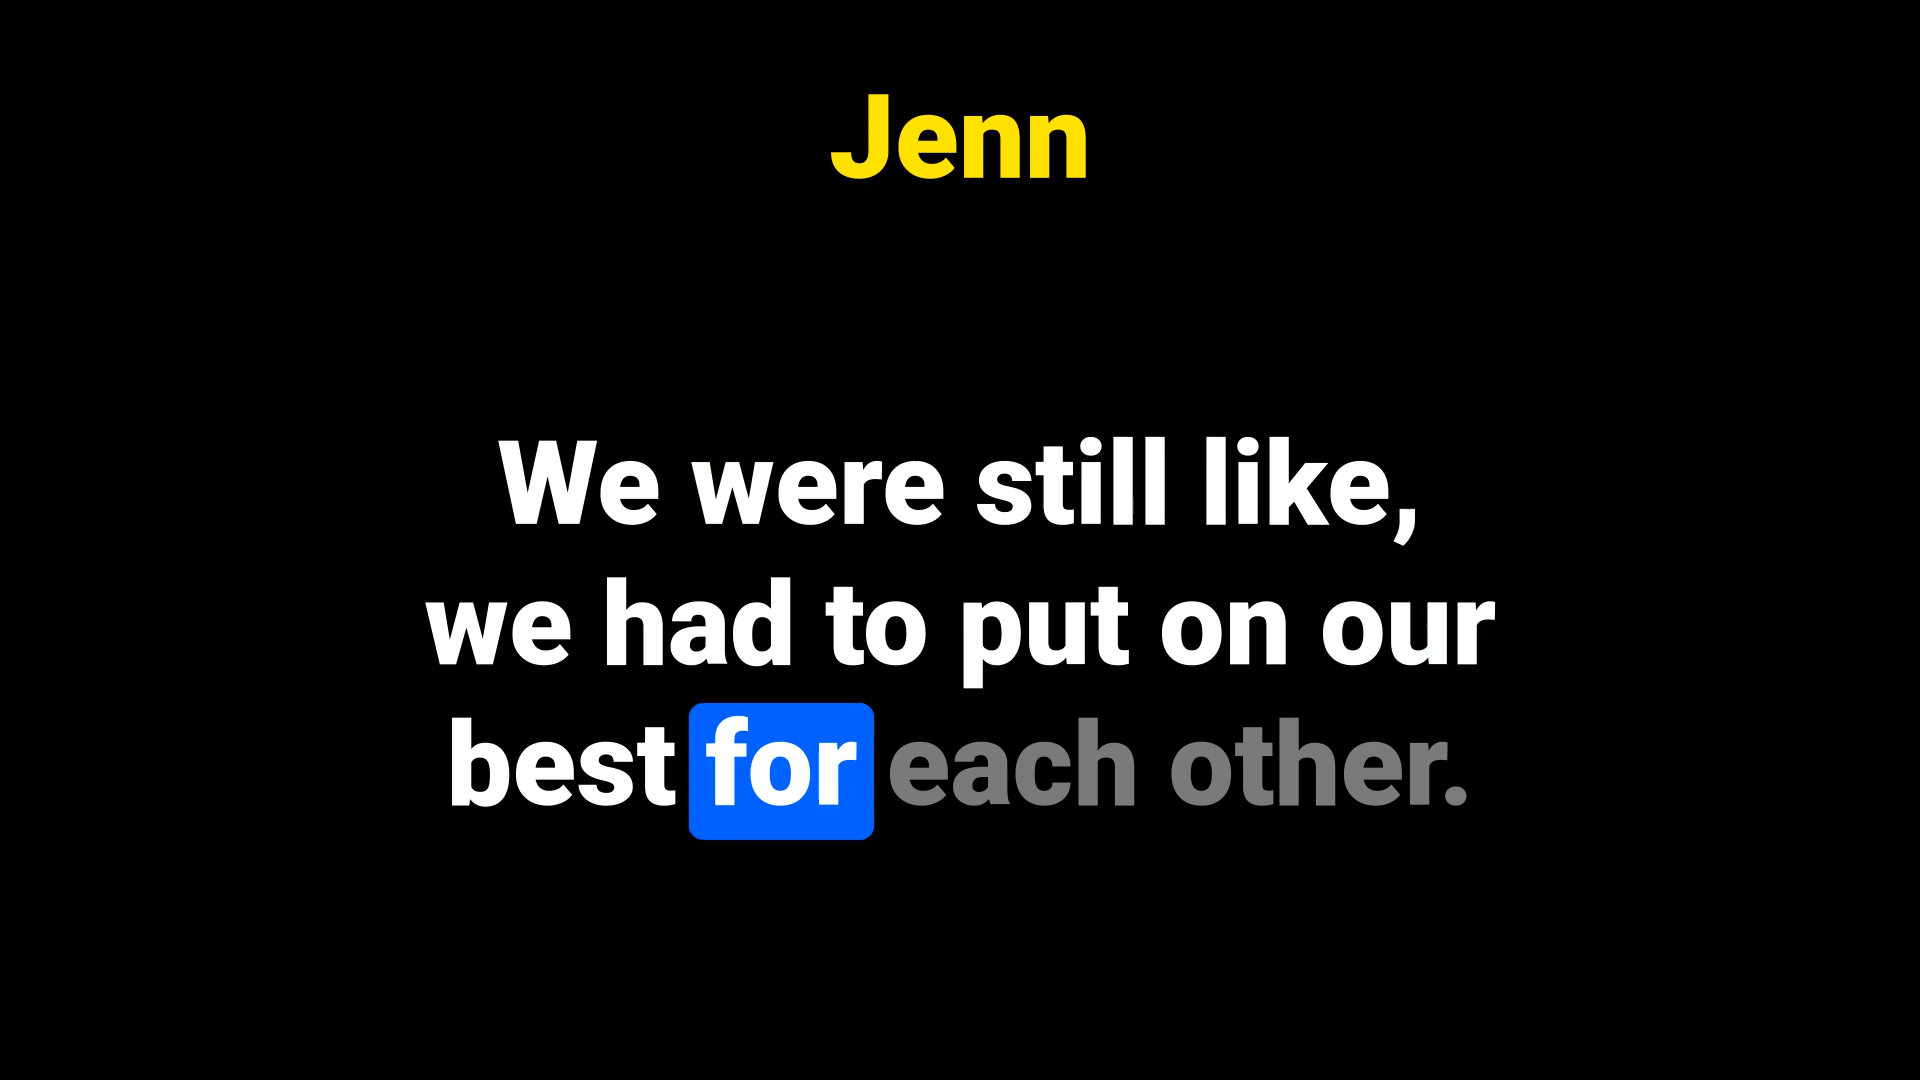 Jenn
We were still like,
we had to put on our
best for each other.